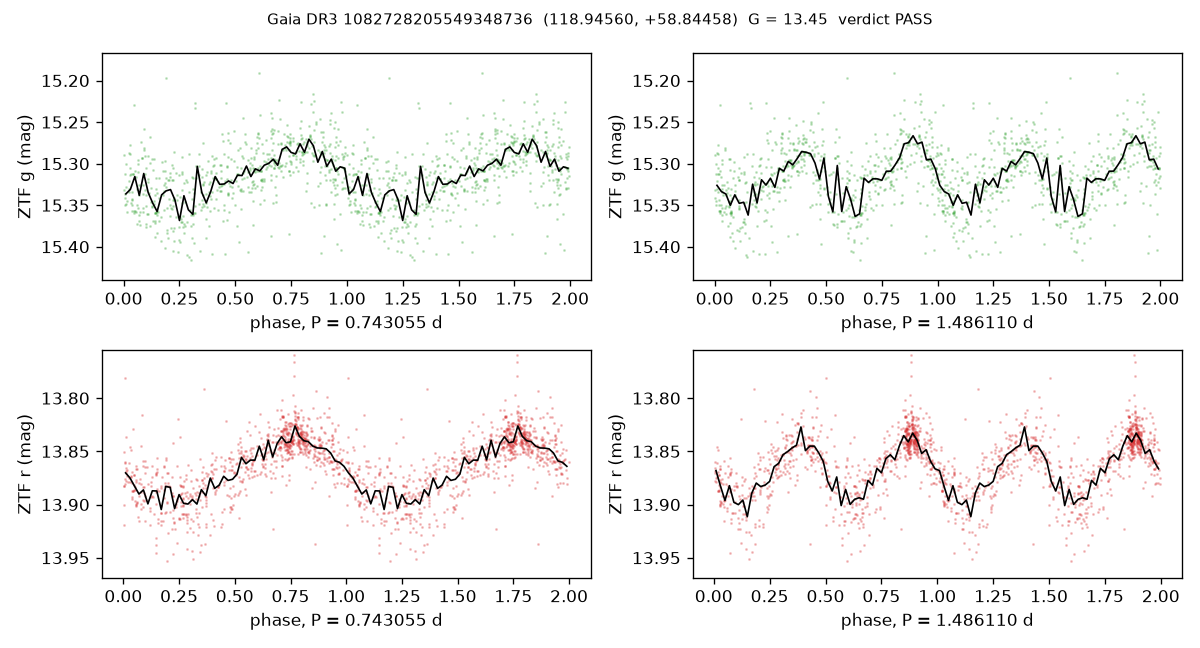 Gaia DR3 1082728205549348736 (118.94560, +58.84458) G = 13.45 verdict PASS
ZTF g (mag)
15.20
15.25
15.30
15.35
15.40
0.00 0.25 0.50 0.75 1.00 1.25 1.50 1.75 2.00
phase, P = 0.743055 d
ZTF g (mag)
15.20
15.25
15.30
15.35
15.40
0.00 0.25 0.50 0.75 1.00 1.25 1.50 1.75 2.00
phase, P = 1.486110 d
ZTF r (mag)
13.80
13.85
13.90
13.95
0.00 0.25 0.50 0.75 1.00 1.25 1.50 1.75 2.00
phase, P = 0.743055 d
ZTF r (mag)
13.80
13.85
13.90
13.95
0.00 0.25 0.50 0.75 1.00 1.25 1.50 1.75 2.00
phase, P = 1.486110 d